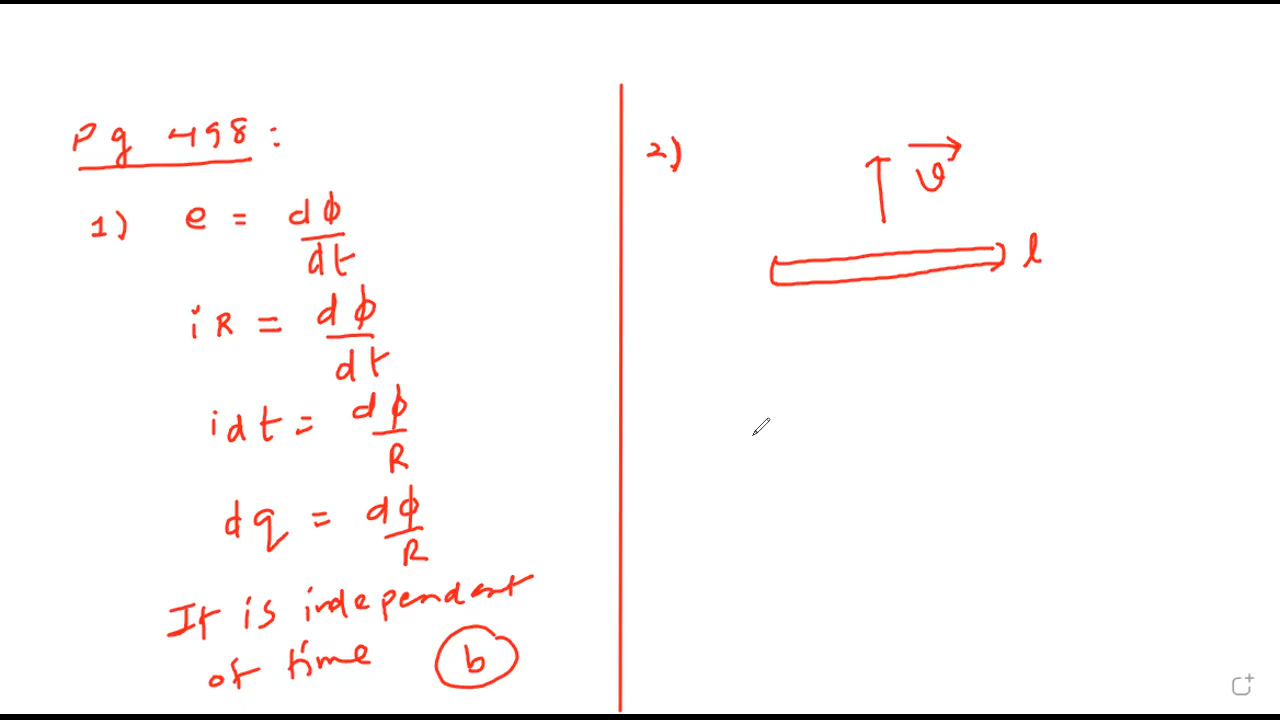 Pg 498:
1) e = dϕ/dt
iR = dϕ/dt
idt = dϕ/R
dq = dϕ/R
It is independent
of time b
2)
v
l